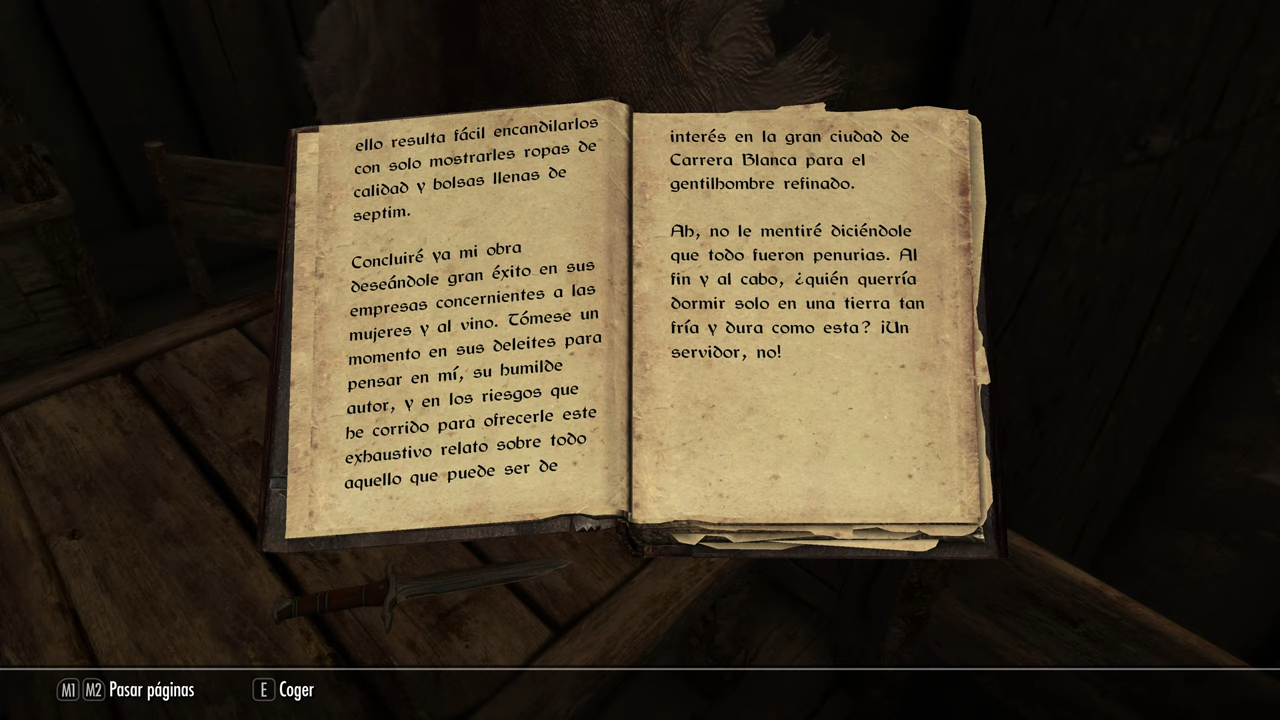 ello resulta fácil encandilarlos
con solo mostrarles ropas de
calidad y bolsas llenas de
septim.
Concluiré ya mi obra
deseándole gran éxito en sus
empresas concernientes a las
mujeres y al vino. Tómese un
momento en sus deleites para
pensar en mí, su humilde
autor, y en los riesgos que
he corrido para ofrecerle este
exhaustivo relato sobre todo
aquello que puede ser de
interés en la gran ciudad de
Carrera Blanca para el
gentilhombre refinado.
Ah, no le mentiré diciéndole
que todo fueron penurias. Al
fin y al cabo, ¿quién querría
dormir solo en una tierra tan
fría y dura como esta? ¡Un
servidor, no!
M1 M2 Pasar páginas
E Coger